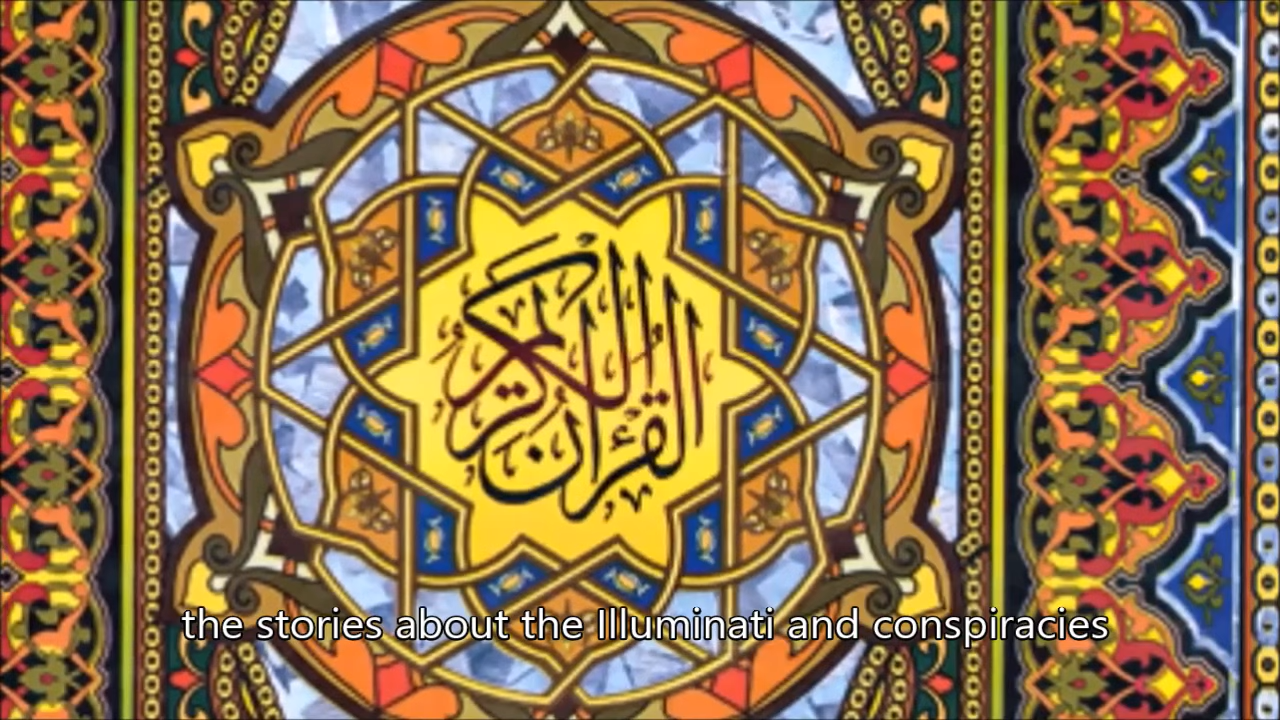 القرآن الكريم
the stories about the Illuminati and conspiracies